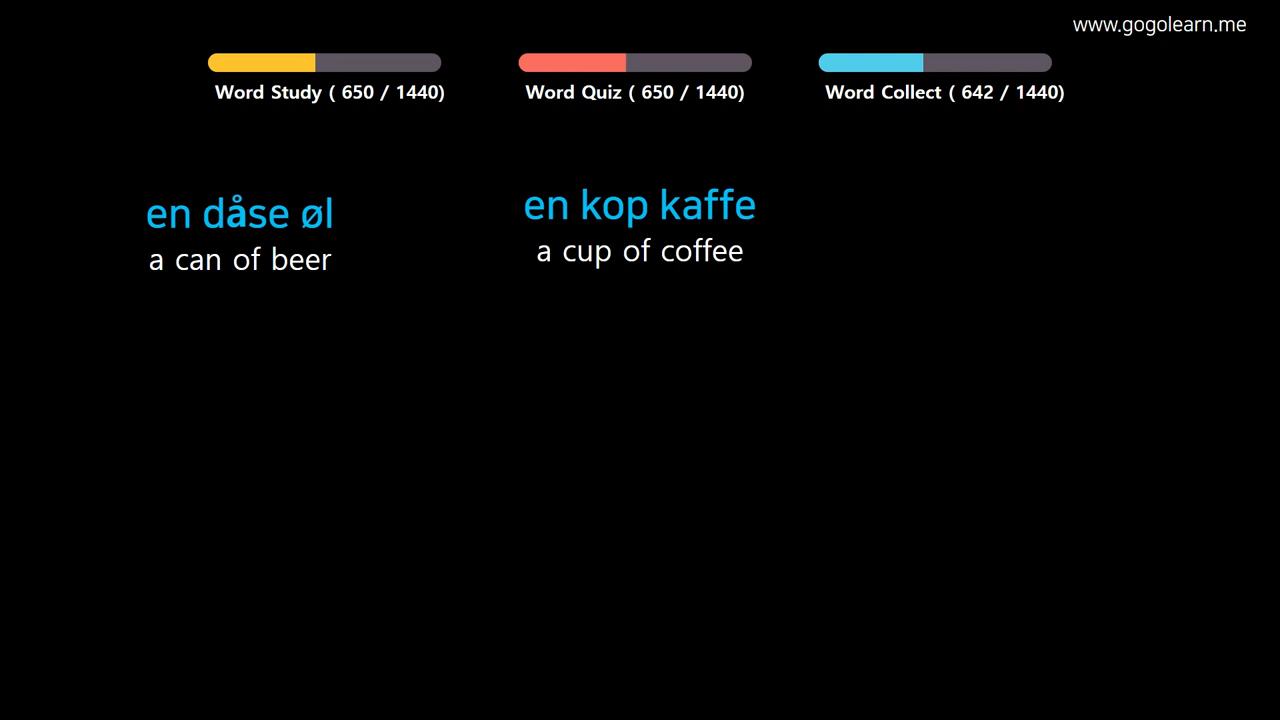 www.gogolearn.me
Word Study ( 650 / 1440)
Word Quiz ( 650 / 1440)
Word Collect ( 642 / 1440)
en dåse øl
a can of beer
en kop kaffe
a cup of coffee